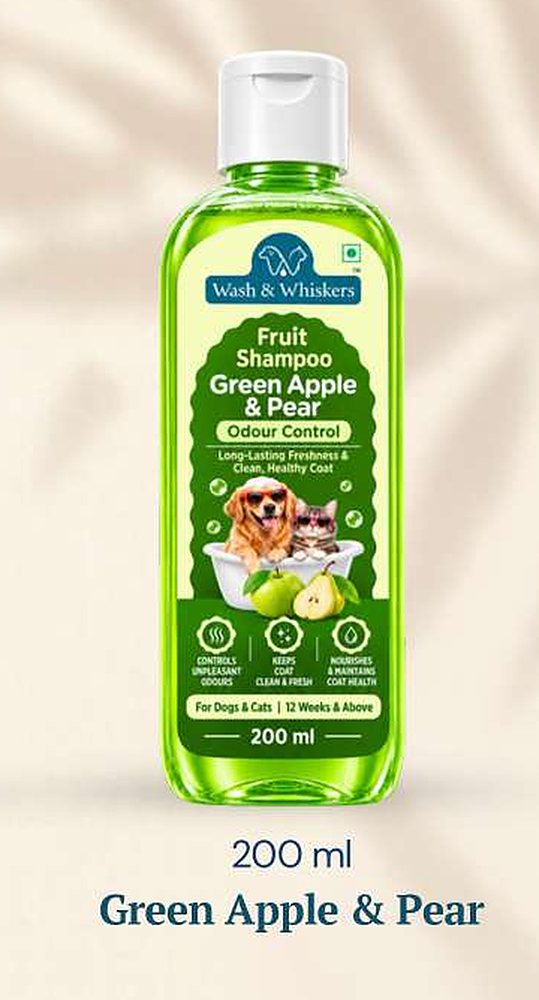 ™
Wash & Whiskers
Fruit
Shampoo
Green Apple
& Pear
Odour Control
Long-Lasting Freshness &
Clean, Healthy Coat
CONTROLS
UNPLEASANT
ODOURS
KEEPS
COAT
CLEAN & FRESH
NOURISHES
& MAINTAINS
COAT HEALTH
For Dogs & Cats | 12 Weeks & Above
200 ml
200 ml
Green Apple & Pear